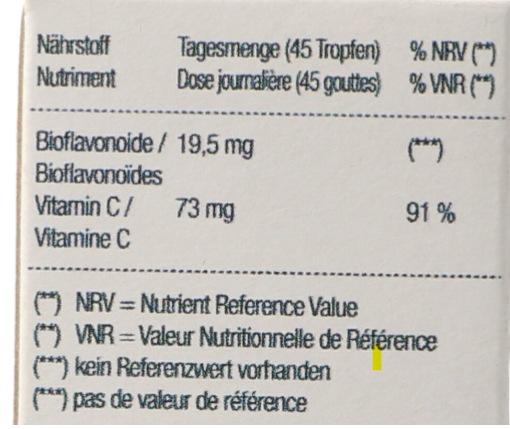 Nährstoff Tagesmenge (45 Tropfen) % NRV (**)
Nutriment Dose journalière (45 gouttes) % VNR (**)
Bioflavonoide / 19,5 mg (***)
Bioflavonoïdes
Vitamin C / 73 mg 91 %
Vitamine C
(**) NRV = Nutrient Reference Value
(**) VNR = Valeur Nutritionnelle de Référence
(***) kein Referenzwert vorhanden
(***) pas de valeur de référence